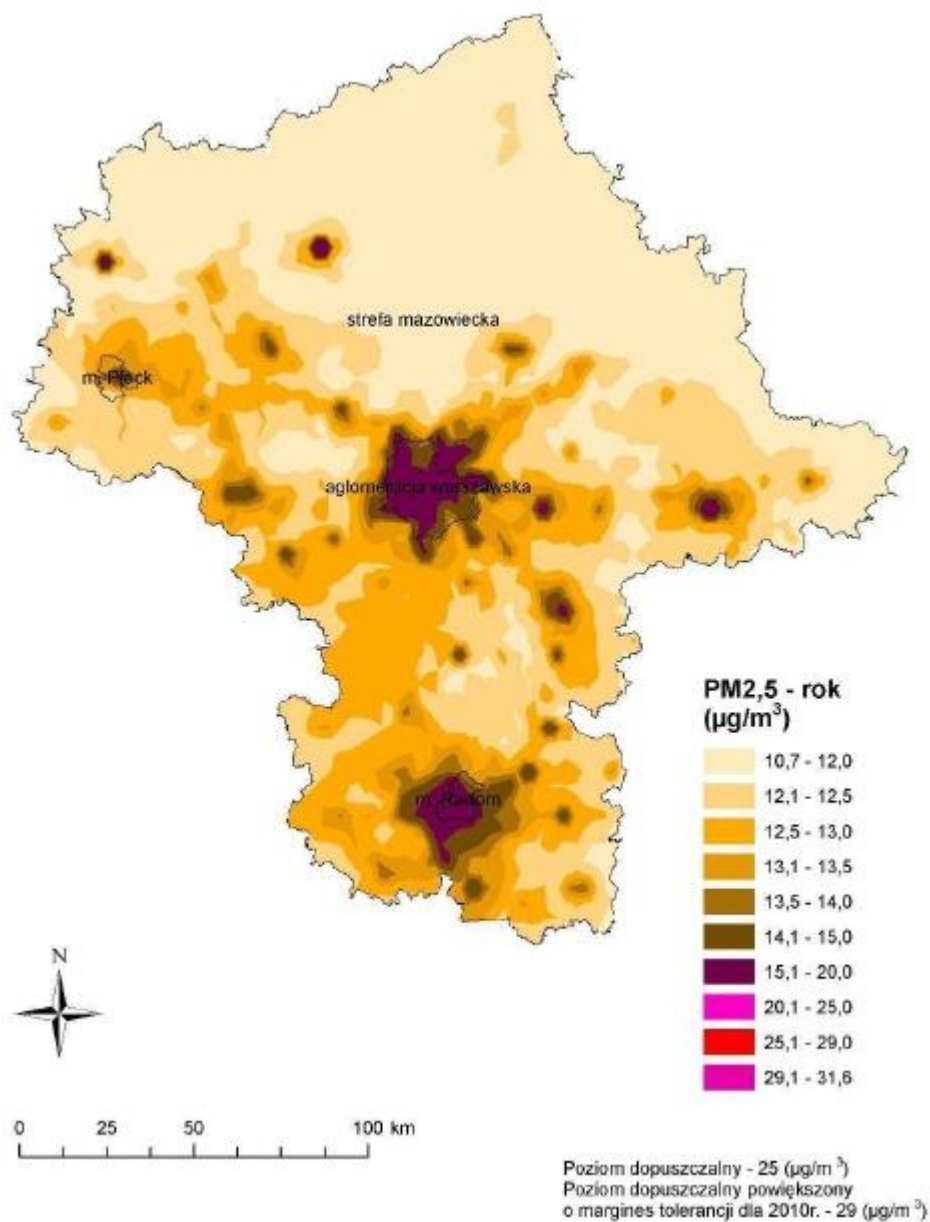 strefa mazowiecka
m. Płock
aglomeracja warszawska
m. Radom
PM2,5 - rok
(µg/m³)
10,7 - 12,0
12,1 - 12,5
12,5 - 13,0
13,1 - 13,5
13,5 - 14,0
14,1 - 15,0
15,1 - 20,0
20,1 - 25,0
25,1 - 29,0
29,1 - 31,6
N
0 25 50 100 km
Poziom dopuszczalny - 25 (µg/m ³)
Poziom dopuszczalny powiększony
o margines tolerancji dla 2010r. - 29 (µg/m ³)